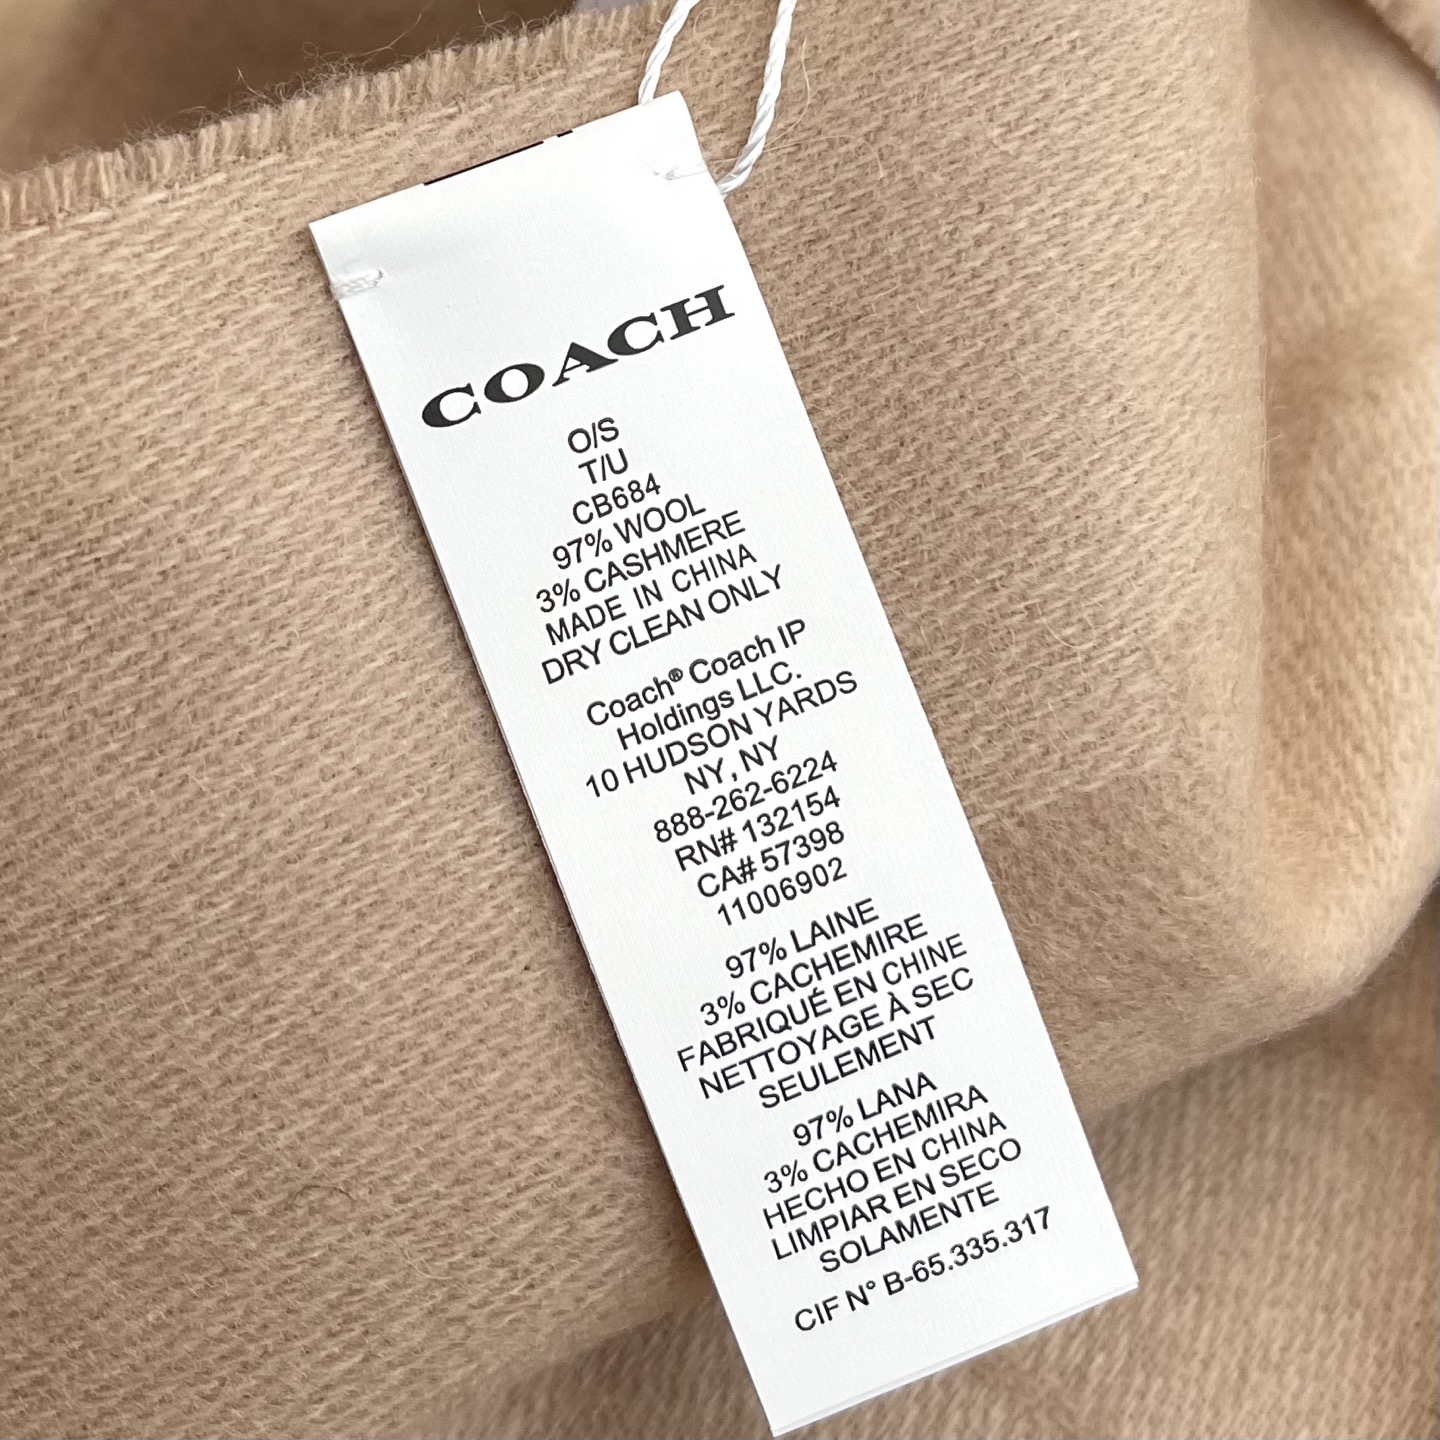 COACH
O/S
T/U
CB684
97% WOOL
3% CASHMERE
MADE IN CHINA
DRY CLEAN ONLY
Coach® Coach IP
Holdings LLC.
10 HUDSON YARDS
NY, NY
888-262-6224
RN# 132154
CA# 57398
11006902
97% LAINE
3% CACHEMIRE
FABRIQUÉ EN CHINE
NETTOYAGE À SEC
SEULEMENT
97% LANA
3% CACHEMIRA
HECHO EN CHINA
LIMPIAR EN SECO
SOLAMENTE
CIF N° B-65.335.317